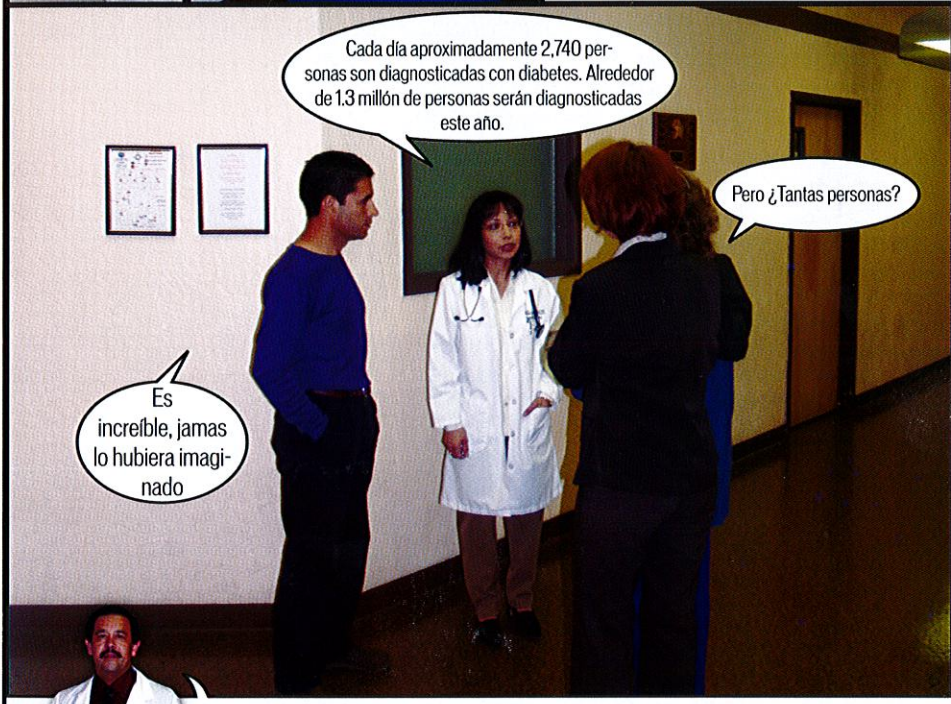 Cada día aproximadamente 2,740 per-
sonas son diagnosticadas con diabetes. Alrededor
de 1.3 millón de personas serán diagnosticadas
este año.
Pero ¿Tantas personas?
Es
increíble, jamas
lo hubiera imagi-
nado